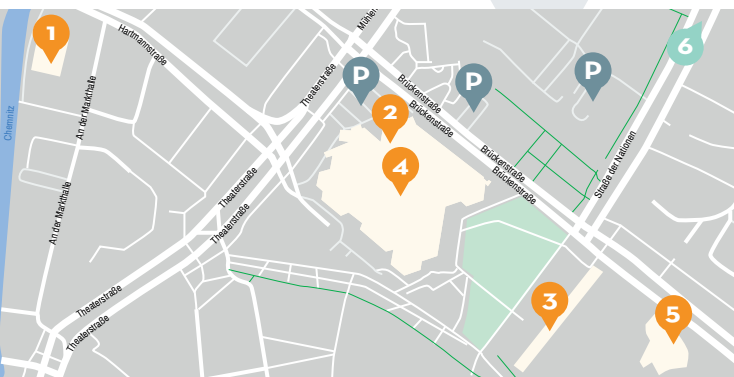 1
Hartmannstraße
Mühlen
6
P
P
P
Theaterstraße
Brückenstraße
Brückenstraße
An der Markthalle
Chemnitz
2
4
Brückenstraße
Brückenstraße
Straße der Nationen
Theaterstraße
Theaterstraße
An der Markthalle
3
5
Theaterstraße
Theaterstraße